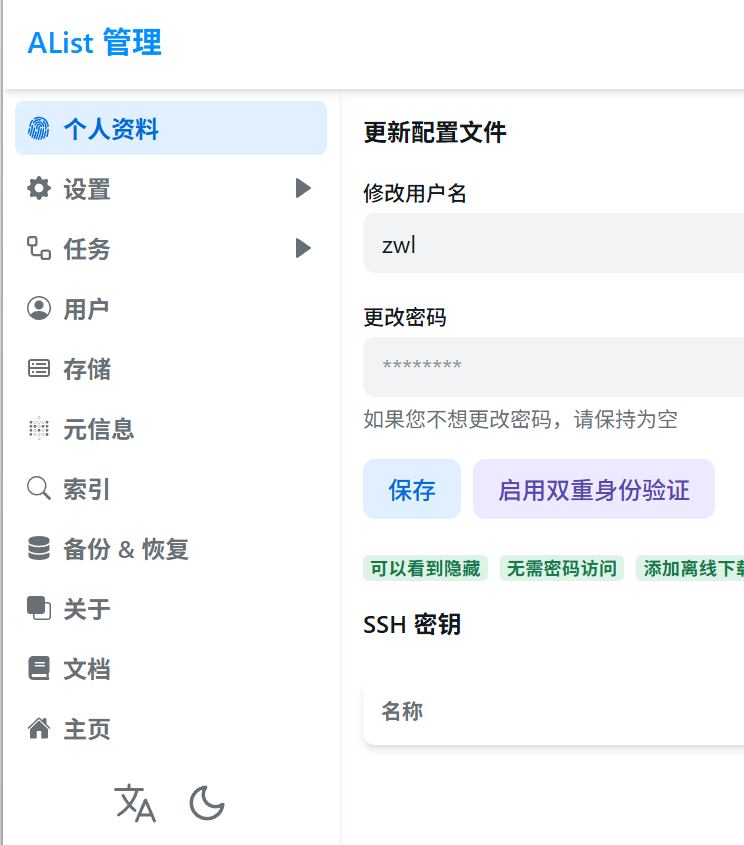 AList 管理
个人资料
设置
任务
用户
存储
元信息
索引
备份 & 恢复
关于
文档
主页
更新配置文件
修改用户名
zwl
更改密码
********
如果您不想更改密码，请保持为空
保存 启用双重身份验证
可以看到隐藏 无需密码访问 添加离线下载
SSH 密钥
名称